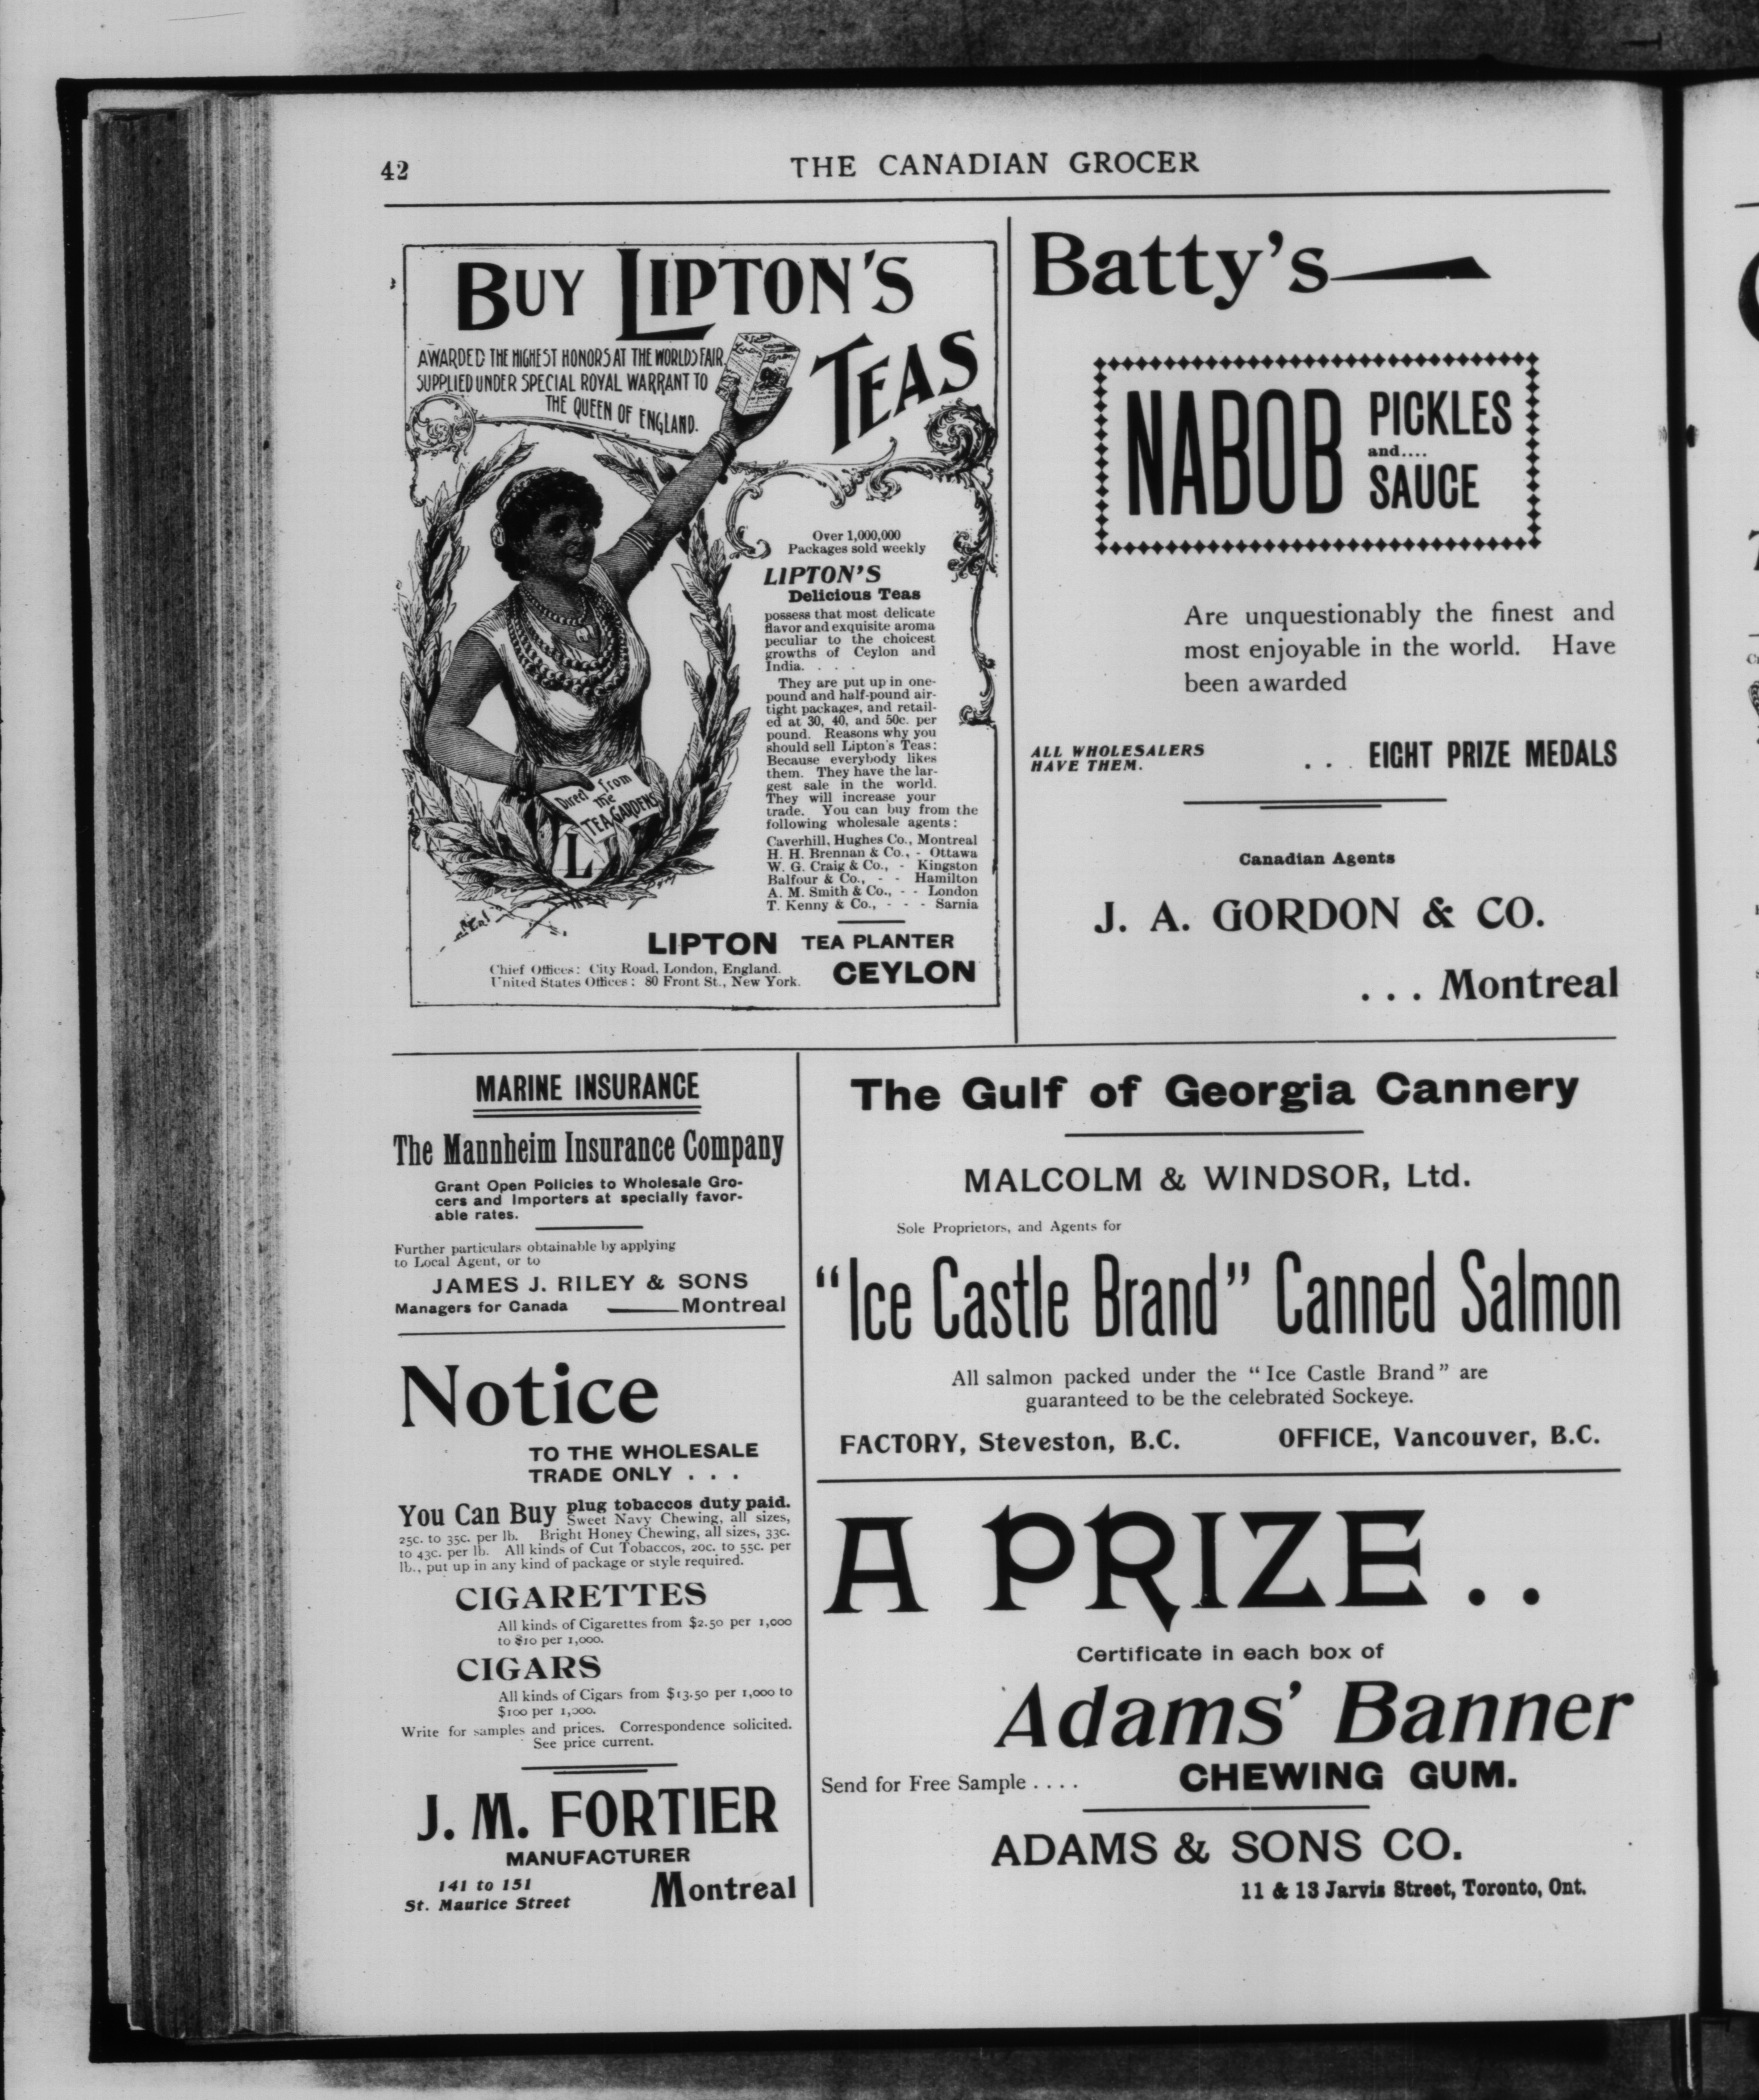 42
THE CANADIAN GROCER
BUY LIPTON'S
TEAS
AWARDED THE HIGHEST HONORS AT THE WORLDS FAIR
SUPPLIED UNDER SPECIAL ROYAL WARRANT TO
THE QUEEN OF ENGLAND.
Over 1,000,000
Packages sold weekly
LIPTON'S
Delicious Teas
possess that most delicate
flavor and exquisite aroma
peculiar to the choicest
growths of Ceylon and
India. . . .
They are put up in one-
pound and half-pound air-
tight packages, and retail-
ed at 30, 40, and 50c. per
pound. Reasons why you
should sell Lipton's Teas:
Because everybody likes
them. They have the lar-
gest sale in the world.
They will increase your
trade. You can buy from the
following wholesale agents:
Caverhill, Hughes Co., Montreal
H. H. Brennan & Co., - Ottawa
W. G. Craig & Co., - Kingston
Balfour & Co., - - Hamilton
A. M. Smith & Co., - - London
T. Kenny & Co., - - - Sarnia
Direct from
the
TEA GARDENS
L
LIPTON TEA PLANTER
CEYLON
Chief Offices: City Road, London, England.
United States Offices: 80 Front St., New York.
Batty's
NABOB PICKLES
and....
SAUCE
Are unquestionably the finest and
most enjoyable in the world. Have
been awarded
ALL WHOLESALERS
HAVE THEM.
. . . EIGHT PRIZE MEDALS
Canadian Agents
J. A. GORDON & CO.
. . . Montreal
MARINE INSURANCE
The Mannheim Insurance Company
Grant Open Policies to Wholesale Gro-
cers and Importers at specially favor-
able rates.
Further particulars obtainable by applying
to Local Agent, or to
JAMES J. RILEY & SONS
Managers for Canada Montreal
Notice
TO THE WHOLESALE
TRADE ONLY . . .
You Can Buy plug tobaccos duty paid.
Sweet Navy Chewing, all sizes,
25c. to 35c. per lb. Bright Honey Chewing, all sizes, 33c.
to 43c. per lb. All kinds of Cut Tobaccos, 20c. to 55c. per
lb., put up in any kind of package or style required.
CIGARETTES
All kinds of Cigarettes from $2.50 per 1,000
to $10 per 1,000.
CIGARS
All kinds of Cigars from $13.50 per 1,000 to
$100 per 1,000.
Write for samples and prices. Correspondence solicited.
See price current.
J. M. FORTIER
MANUFACTURER
141 to 151
St. Maurice Street
Montreal
The Gulf of Georgia Cannery
MALCOLM & WINDSOR, Ltd.
Sole Proprietors, and Agents for
"Ice Castle Brand" Canned Salmon
All salmon packed under the "Ice Castle Brand" are
guaranteed to be the celebrated Sockeye.
FACTORY, Steveston, B.C. OFFICE, Vancouver, B.C.
A PRIZE . .
Certificate in each box of
Adams' Banner
Send for Free Sample . . . . CHEWING GUM.
ADAMS & SONS CO.
11 & 13 Jarvis Street, Toronto, Ont.